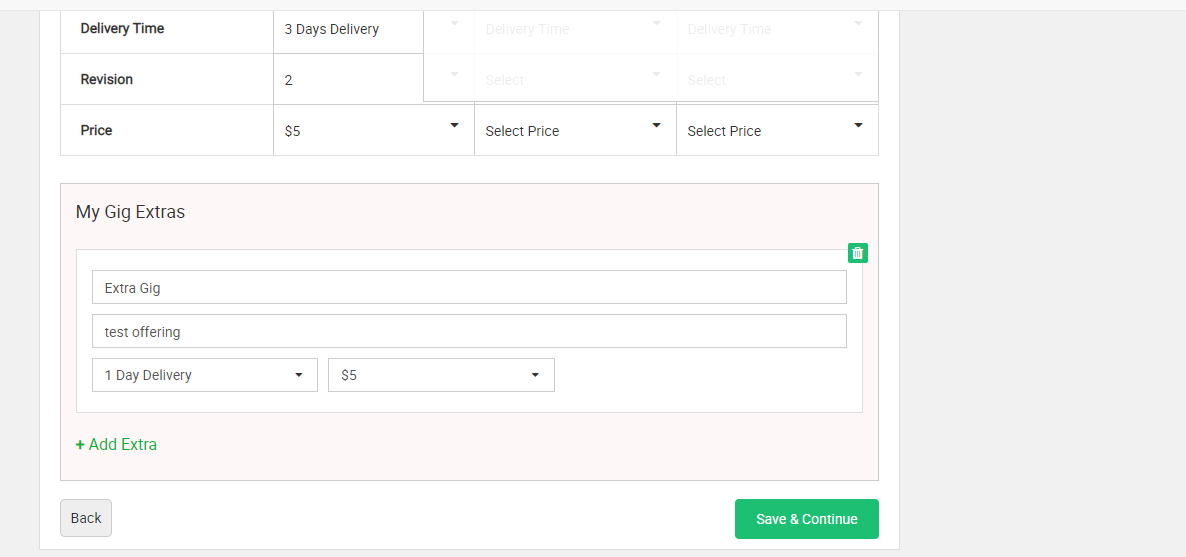 Delivery Time 3 Days Delivery Delivery Time Delivery Time
Revision 2 Select Select
Price $5 Select Price Select Price
My Gig Extras
Extra Gig
test offering
1 Day Delivery $5
+ Add Extra
Back Save & Continue